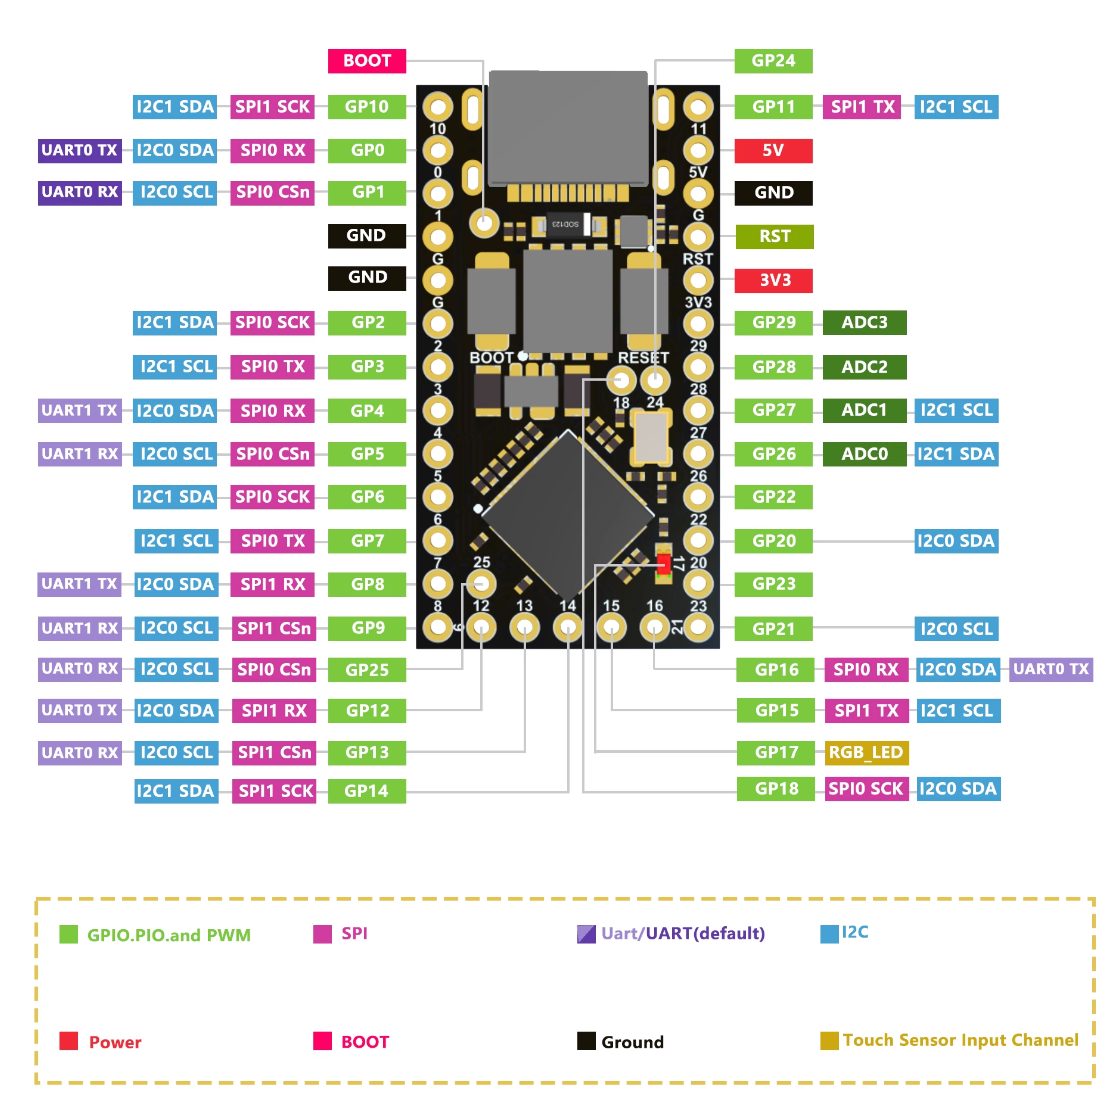 BOOT GP24
I2C1 SDA SPI1 SCK GP10 GP11 SPI1 TX I2C1 SCL
10 11
UART0 TX I2C0 SDA SPI0 RX GP0 5V
0 5V
UART0 RX I2C0 SCL SPI0 CSn GP1 GND
1 G
SOD123
GND RST
G RST
GND 3V3
G 3V3
I2C1 SDA SPI0 SCK GP2 GP29 ADC3
2 29
BOOT RESET
I2C1 SCL SPI0 TX GP3 GP28 ADC2
3 18 24 28
UART1 TX I2C0 SDA SPI0 RX GP4 GP27 ADC1 I2C1 SCL
4 27
UART1 RX I2C0 SCL SPI0 CSn GP5 GP26 ADC0 I2C1 SDA
5 26
I2C1 SDA SPI0 SCK GP6 GP22
6 22
I2C1 SCL SPI0 TX GP7 GP20 I2C0 SDA
7 25 17 20
UART1 TX I2C0 SDA SPI1 RX GP8 GP23
8 12 13 14 15 16 23
UART1 RX I2C0 SCL SPI1 CSn GP9 9 21 GP21 I2C0 SCL
UART0 RX I2C0 SCL SPI0 CSn GP25 GP16 SPI0 RX I2C0 SDA UART0 TX
UART0 TX I2C0 SDA SPI1 RX GP12 GP15 SPI1 TX I2C1 SCL
UART0 RX I2C0 SCL SPI1 CSn GP13 GP17 RGB_LED
I2C1 SDA SPI1 SCK GP14 GP18 SPI0 SCK I2C0 SDA
GPIO.PIO.and PWM SPI Uart/UART(default) I2C
Power BOOT Ground Touch Sensor Input Channel